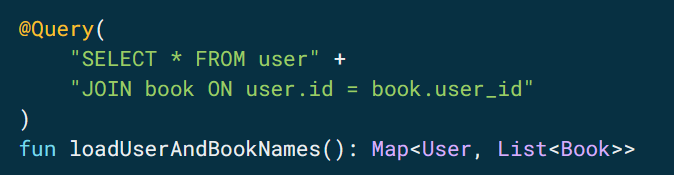 @Query(
    "SELECT * FROM user" +
    "JOIN book ON user.id = book.user_id"
)
fun loadUserAndBookNames(): Map<User, List<Book>>